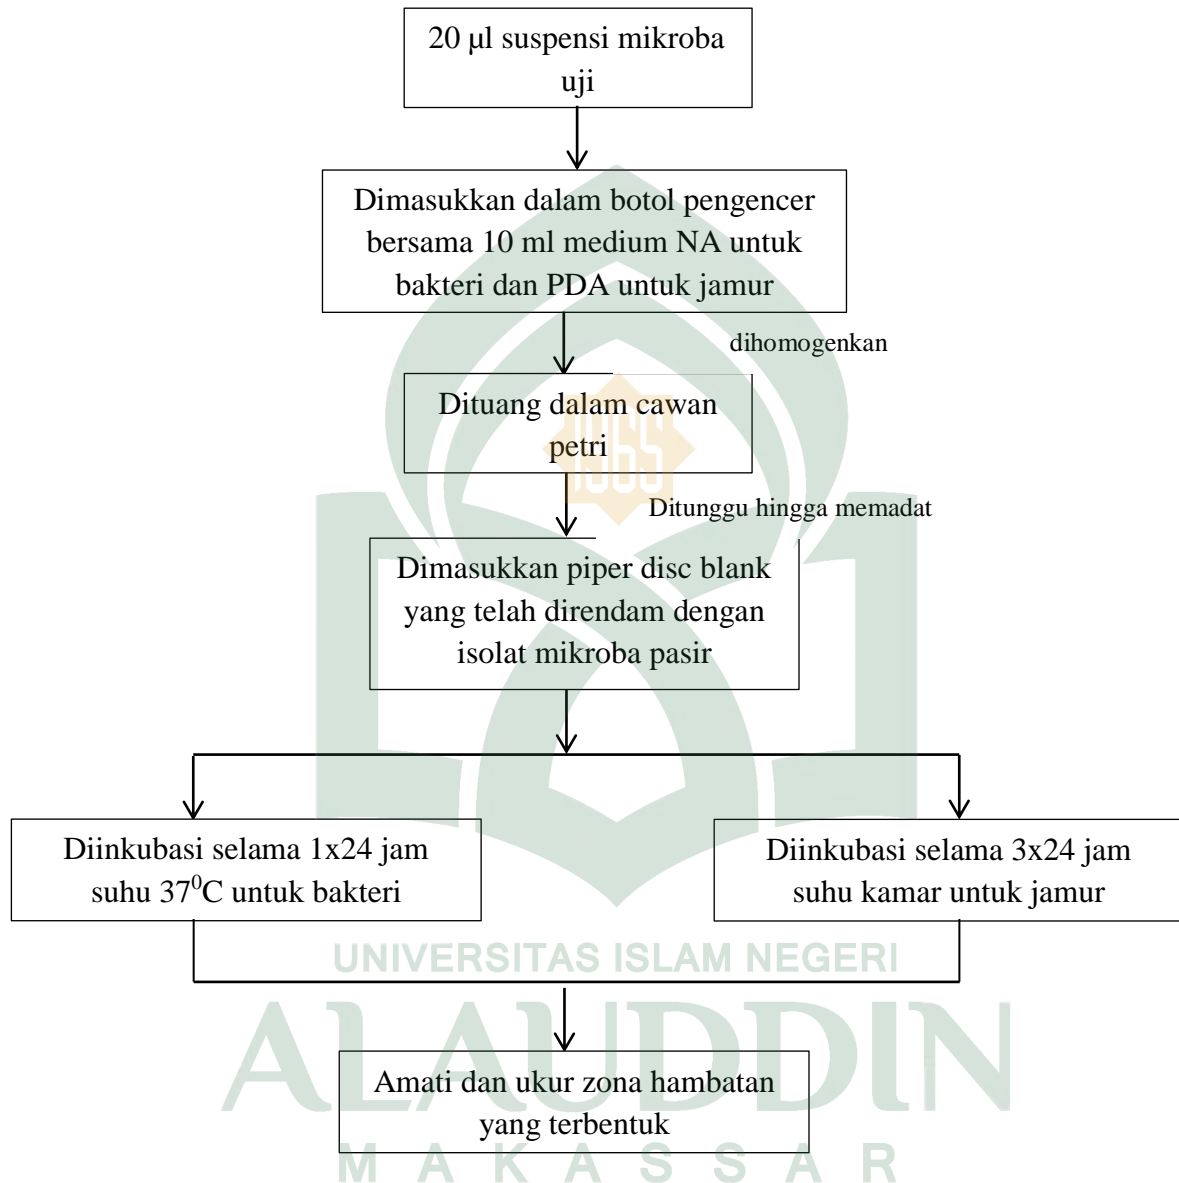 20 µl suspensi mikroba
uji
Dimasukkan dalam botol pengencer
bersama 10 ml medium NA untuk
bakteri dan PDA untuk jamur
dihomogenkan
Dituang dalam cawan
petri
1965
Ditunggu hingga memadat
Dimasukkan piper disc blank
yang telah direndam dengan
isolat mikroba pasir
Diinkubasi selama 1x24 jam
suhu 37⁰C untuk bakteri
Diinkubasi selama 3x24 jam
suhu kamar untuk jamur
UNIVERSITAS ISLAM NEGERI
ALAUDDIN
Amati dan ukur zona hambatan
yang terbentuk
MAKASSAR